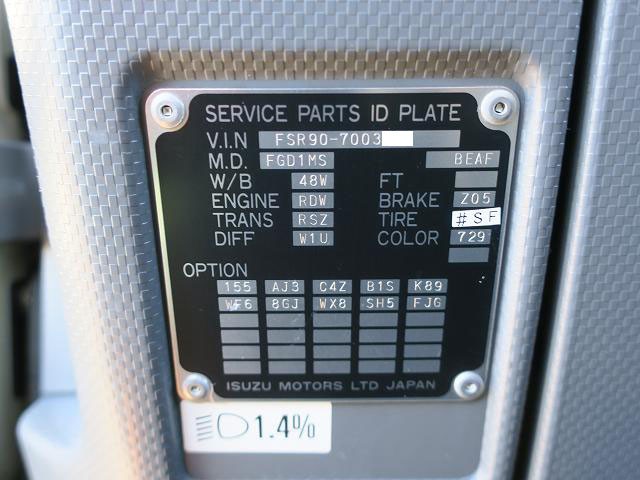 SERVICE PARTS ID PLATE
V.I.N FSR90-7003
M.D. FGD1MS BEAF
W/B 48W FT
ENGINE RDW BRAKE Z05
TRANS RSZ TIRE #SF
DIFF W1U COLOR 729
OPTION
155 AJ3 C4Z B1S K89
WF6 8GJ WX8 SH5 FJG
ISUZU MOTORS LTD JAPAN
1.4%